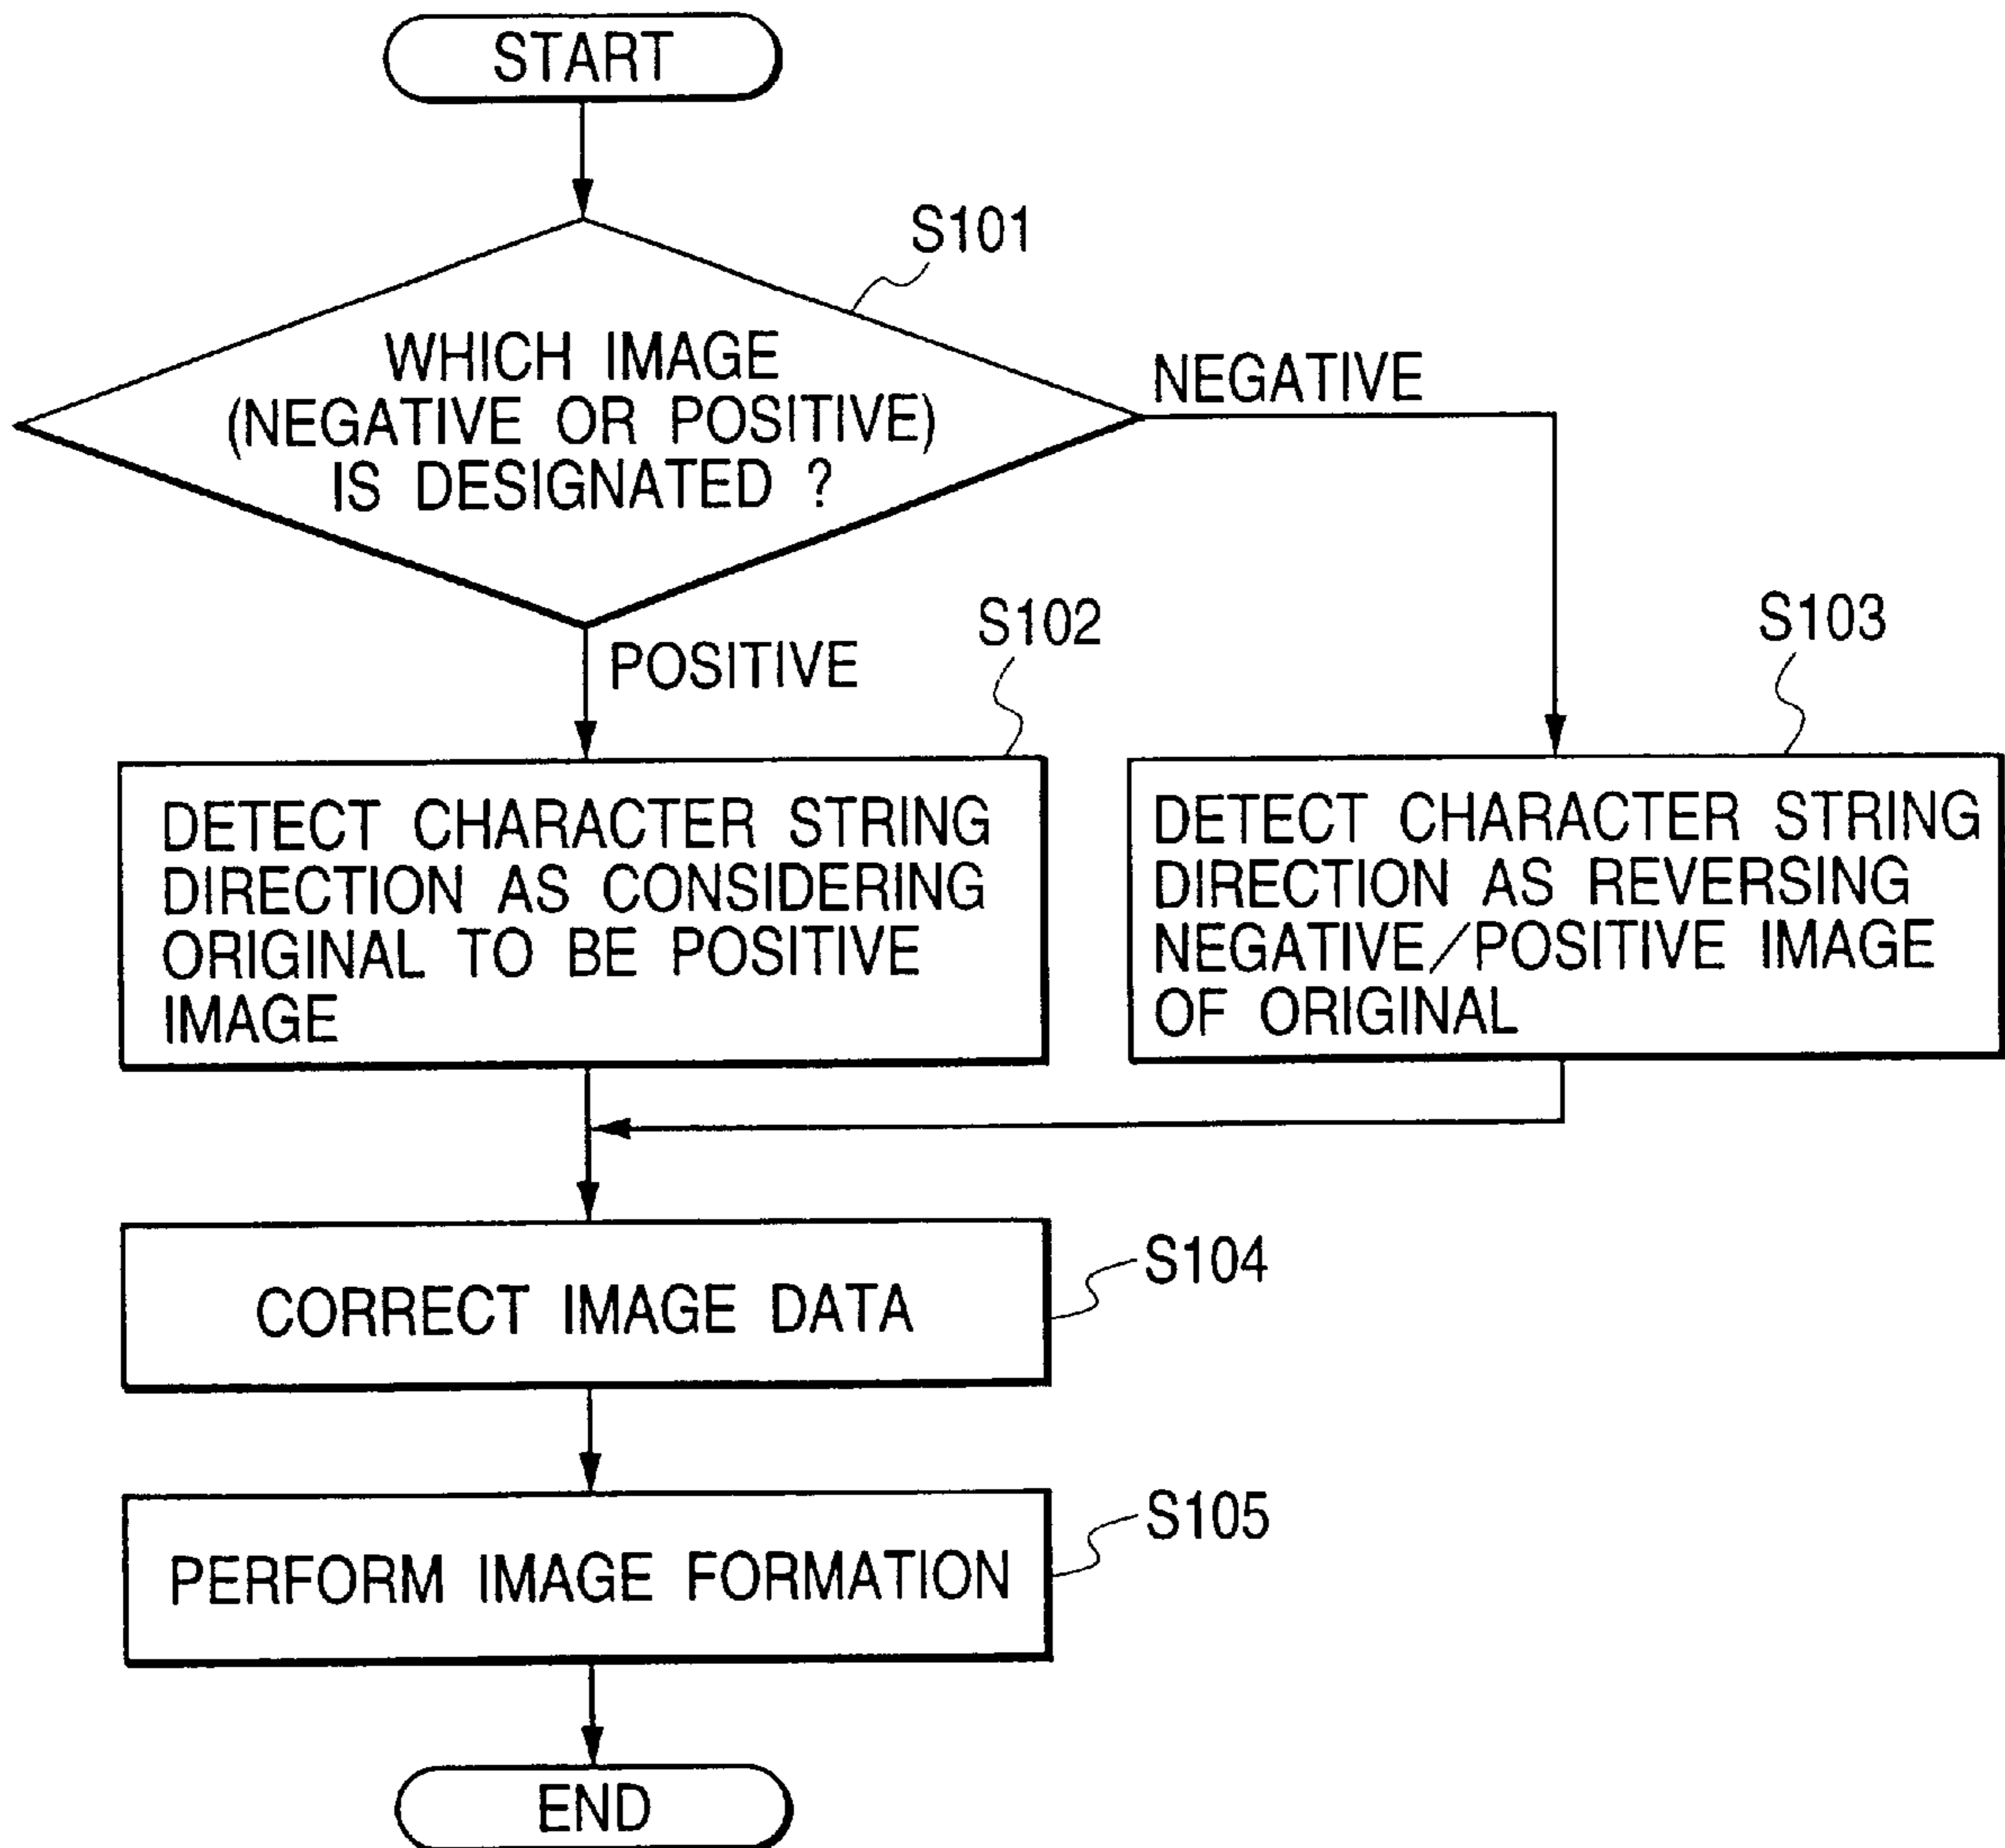 START
S101
WHICH IMAGE
(NEGATIVE OR POSITIVE)
IS DESIGNATED ?
NEGATIVE
POSITIVE
S102
S103
DETECT CHARACTER STRING
DIRECTION AS CONSIDERING
ORIGINAL TO BE POSITIVE
IMAGE
DETECT CHARACTER STRING
DIRECTION AS REVERSING
NEGATIVE/POSITIVE IMAGE
OF ORIGINAL
CORRECT IMAGE DATA
S104
PERFORM IMAGE FORMATION
S105
END